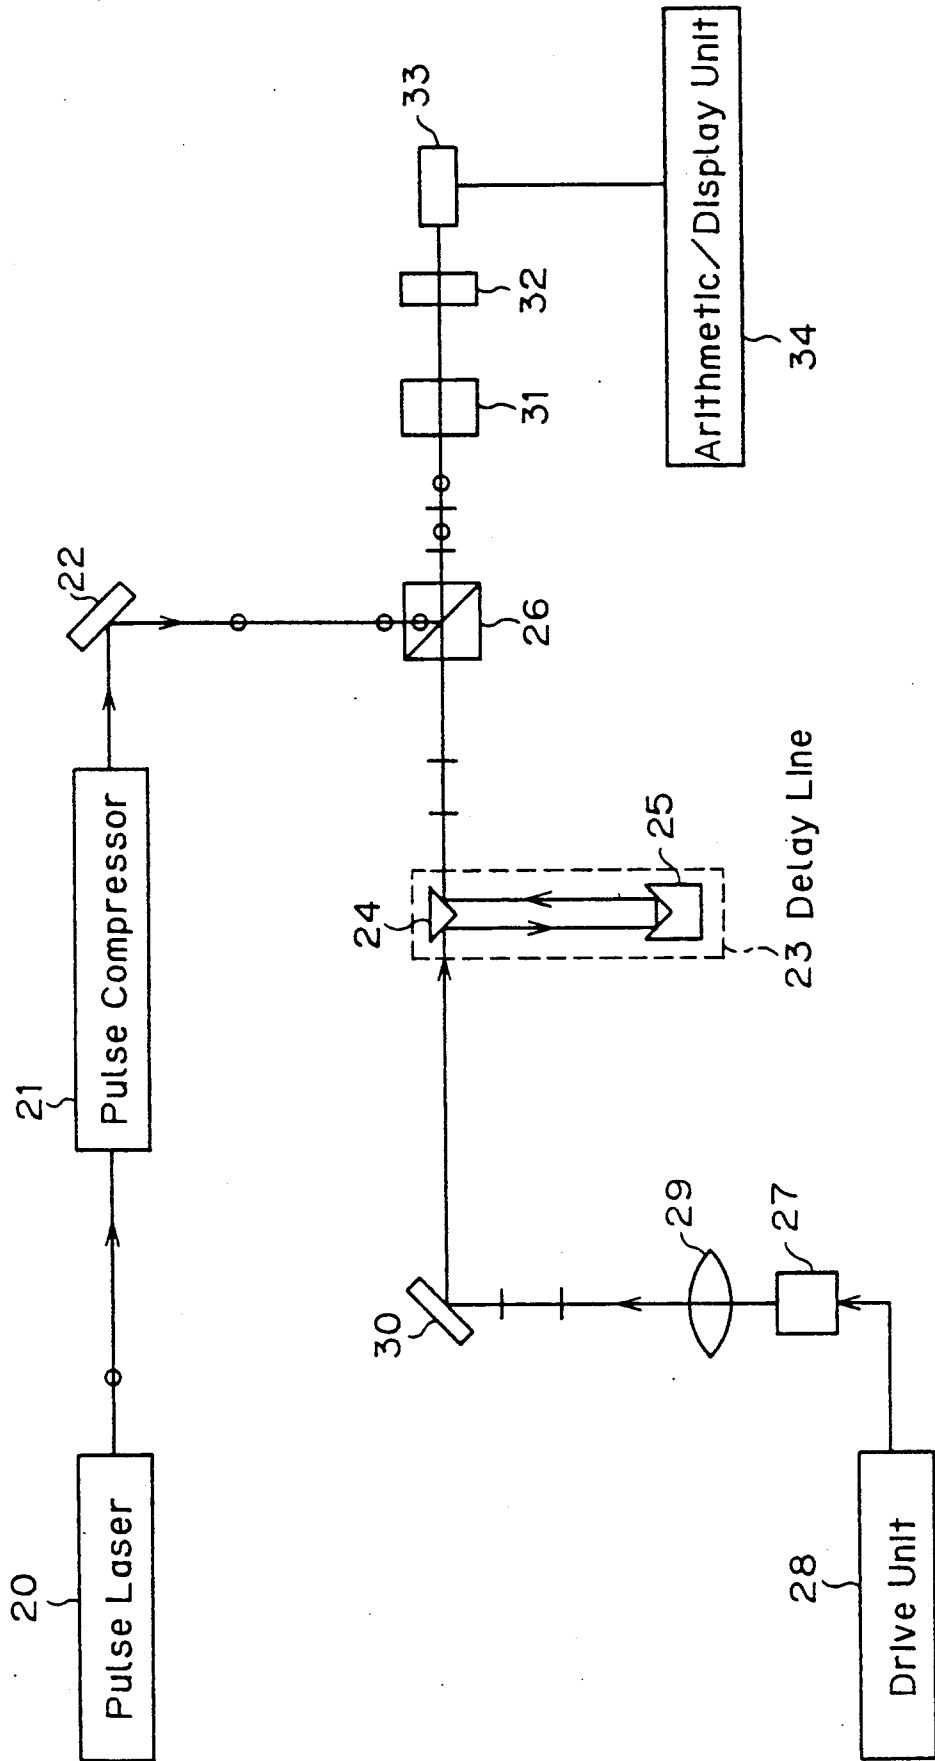 20
Pulse Laser
21
Pulse Compressor
22
30
29
27
28
Drive Unit
24
25
23 Delay Line
26
31
32
33
34
Arithmetic/Display Unit